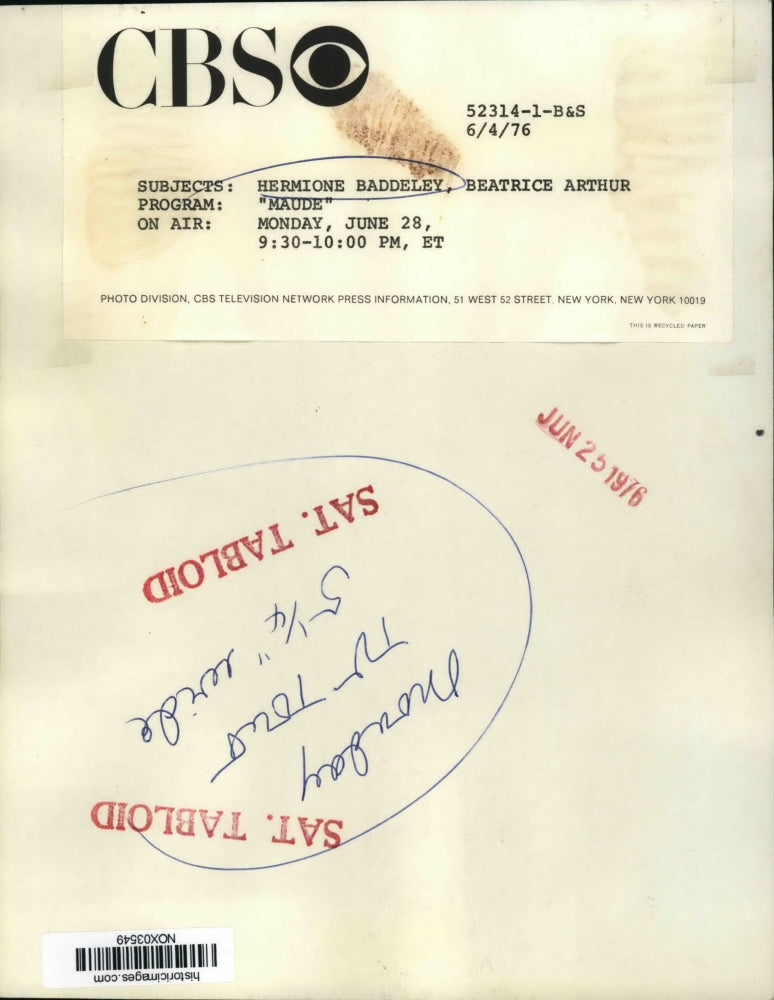 CBS
52314-1-B&S
6/4/76
SUBJECTS: HERMIONE BADDELEY, BEATRICE ARTHUR
PROGRAM: "MAUDE"
ON AIR: MONDAY, JUNE 28,
9:30-10:00 PM, ET
PHOTO DIVISION, CBS TELEVISION NETWORK PRESS INFORMATION, 51 WEST 52 STREET, NEW YORK, NEW YORK 10019
THIS IS RECYCLED PAPER
JUN 25 1976
SAT. TABLOID
5 1/4" wide
Monday
SAT. TABLOID
NOX03549
historicimages.com